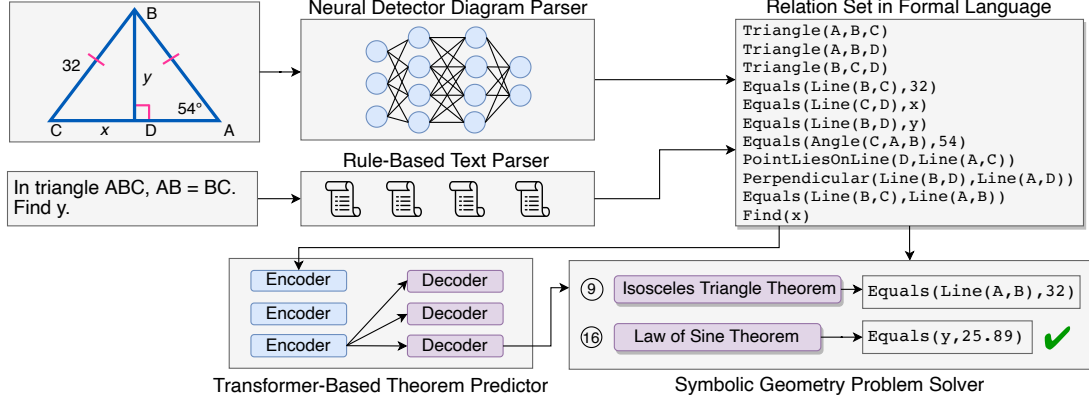 Neural Detector Diagram Parser
Relation Set in Formal Language
B
32
y
54°
C
x
D
A
Triangle(A,B,C)
Triangle(A,B,D)
Triangle(B,C,D)
Equals(Line(B,C),32)
Equals(Line(C,D),x)
Equals(Line(B,D),y)
Equals(Angle(C,A,B),54)
PointLiesOnLine(D,Line(A,C))
Perpendicular(Line(B,D),Line(A,D))
Equals(Line(B,C),Line(A,B))
Find(x)
Rule-Based Text Parser
In triangle ABC, AB = BC.
Find y.
Encoder
Decoder
Encoder
Decoder
Encoder
Decoder
Transformer-Based Theorem Predictor
9 Isosceles Triangle Theorem Equals(Line(A,B),32)
16 Law of Sine Theorem Equals(y,25.89)
Symbolic Geometry Problem Solver